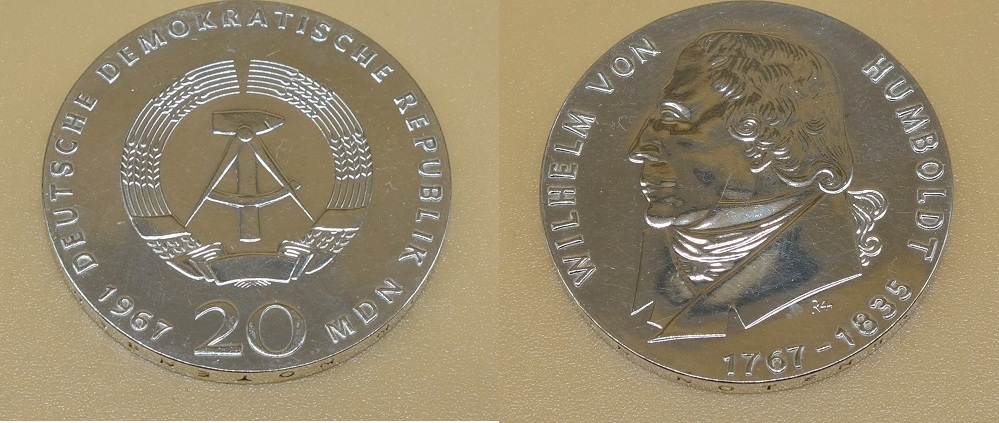 DEUTSCHE DEMOKRATISCHE REPUBLIK
1967 20 MDN
WILHELM VON HUMBOLDT
1767-1835